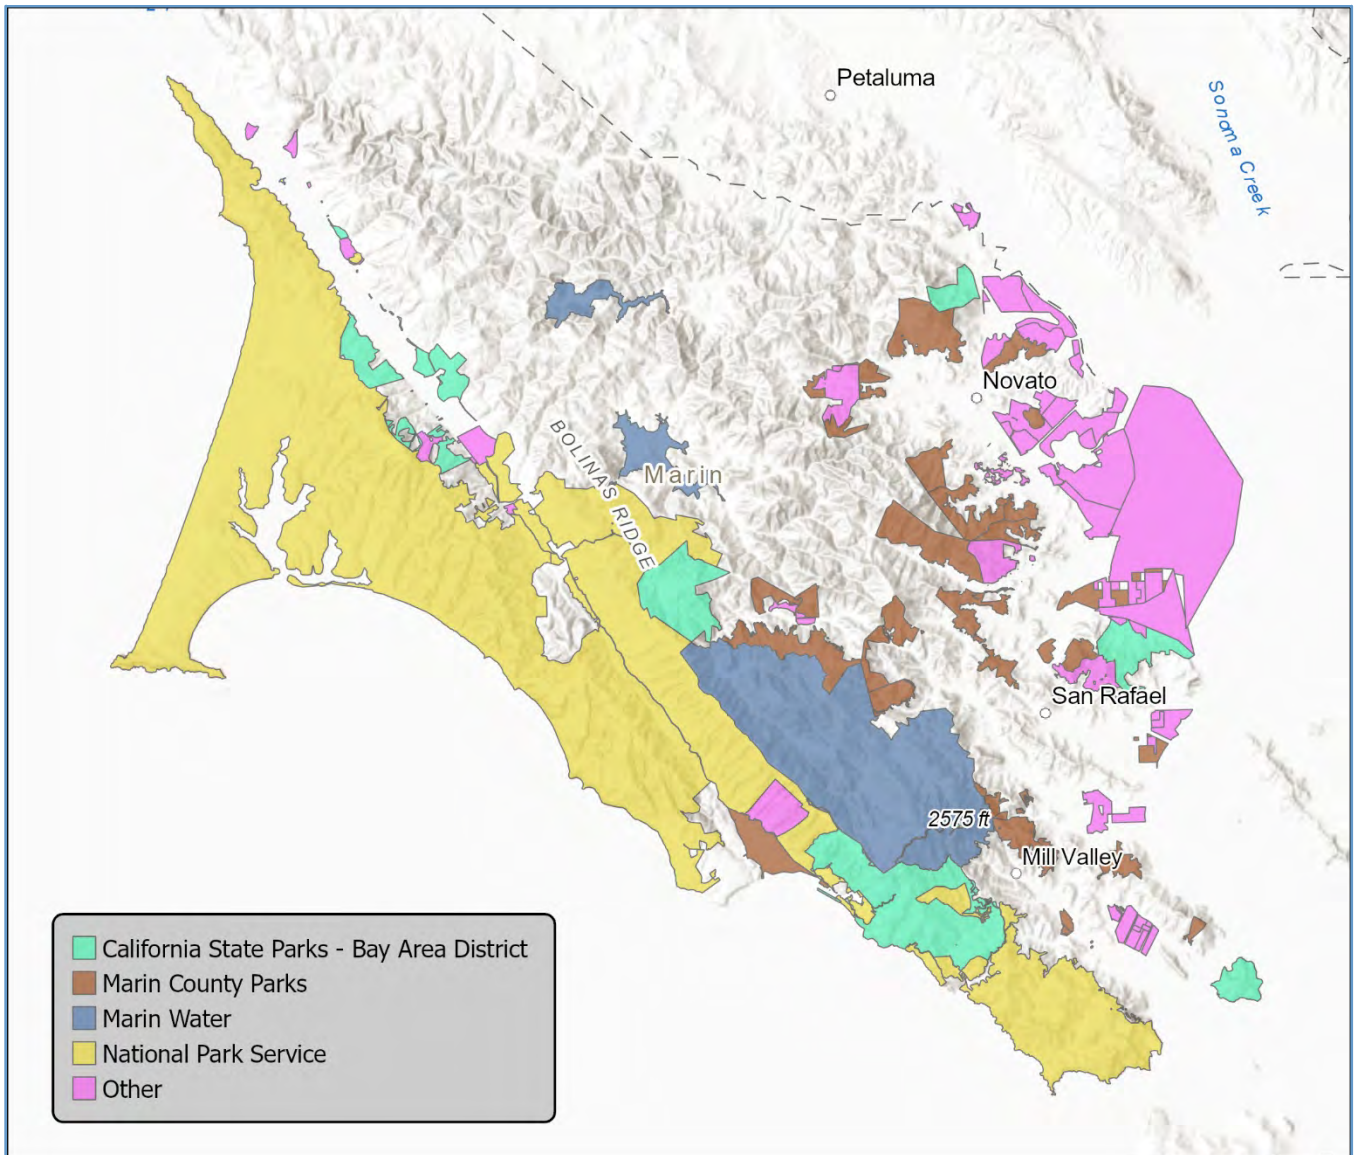 Petaluma
Sonoma Creek
Novato
BOLINAS RIDGE
Marin
San Rafael
2575 ft
Mill Valley
California State Parks - Bay Area District
Marin County Parks
Marin Water
National Park Service
Other